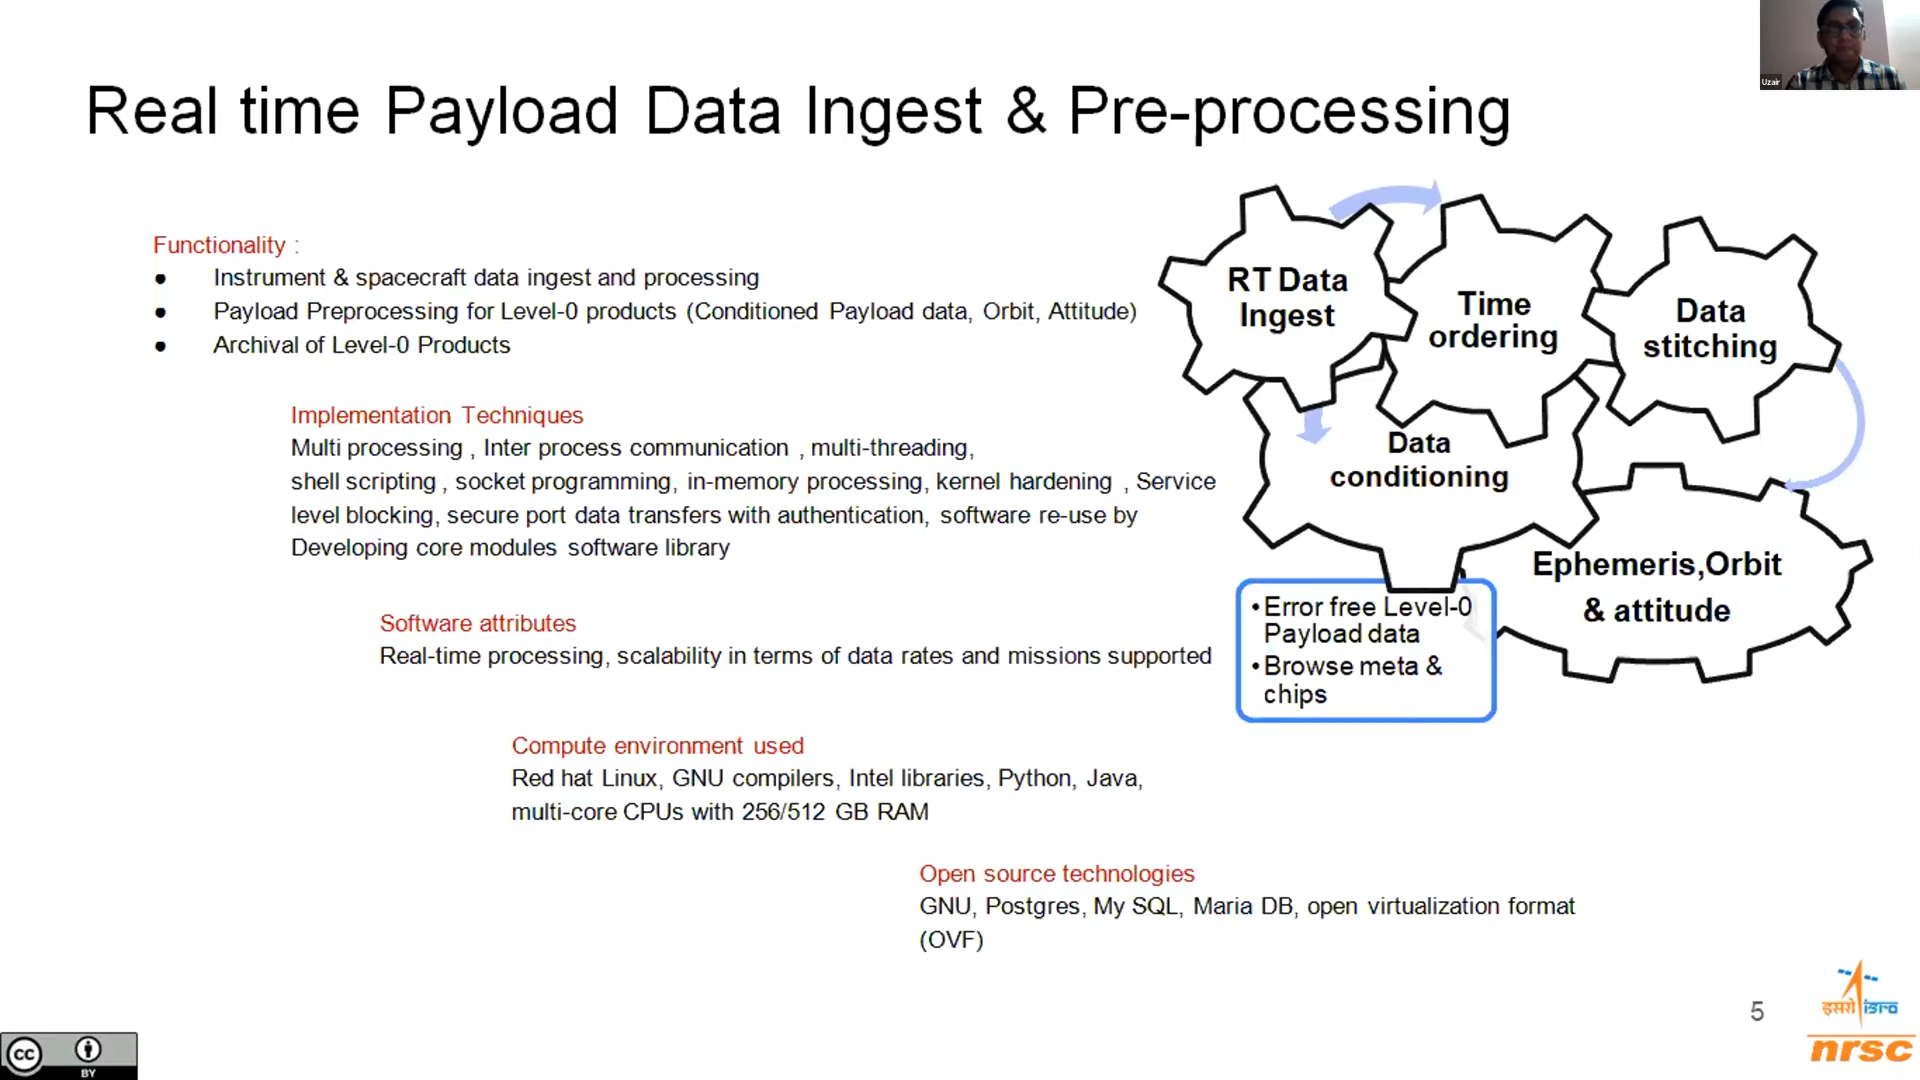 Uzair
Real time Payload Data Ingest & Pre-processing
Functionality :
● Instrument & spacecraft data ingest and processing
● Payload Preprocessing for Level-0 products (Conditioned Payload data, Orbit, Attitude)
● Archival of Level-0 Products
Implementation Techniques
Multi processing , Inter process communication , multi-threading,
shell scripting , socket programming, in-memory processing, kernel hardening , Service
level blocking, secure port data transfers with authentication, software re-use by
Developing core modules software library
Software attributes
Real-time processing, scalability in terms of data rates and missions supported
Compute environment used
Red hat Linux, GNU compilers, Intel libraries, Python, Java,
multi-core CPUs with 256/512 GB RAM
Open source technologies
GNU, Postgres, My SQL, Maria DB, open virtualization format
(OVF)
RT Data
Ingest
Time
ordering
Data
stitching
Data
conditioning
Ephemeris,Orbit
& attitude
• Error free Level-0
Payload data
• Browse meta &
chips
5
इसरो isro
nrsc
cc
BY